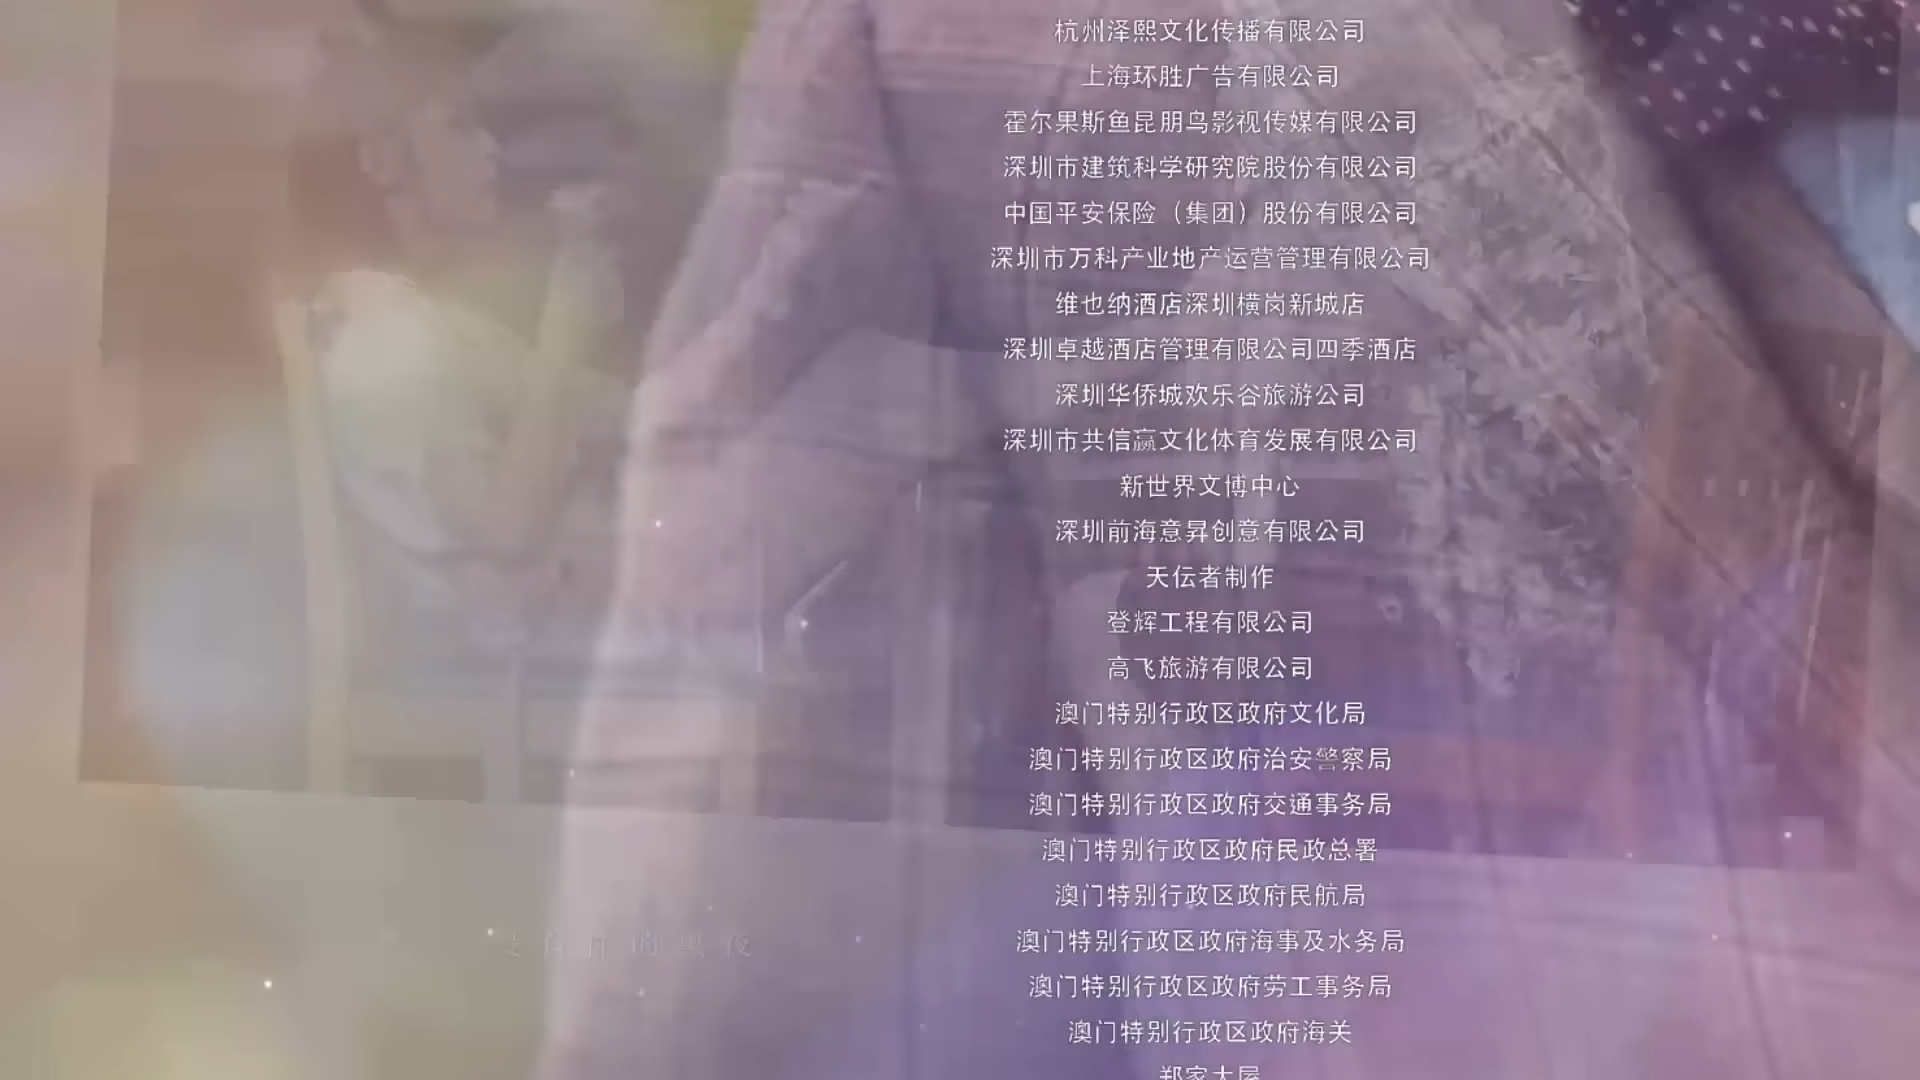 杭州泽熙文化传播有限公司
上海环胜广告有限公司
霍尔果斯鱼昆朋鸟影视传媒有限公司
深圳市建筑科学研究院股份有限公司
中国平安保险（集团）股份有限公司
深圳市万科产业地产运营管理有限公司
维也纳酒店深圳横岗新城店
深圳卓越酒店管理有限公司四季酒店
深圳华侨城欢乐谷旅游公司
深圳市共信赢文化体育发展有限公司
新世界文博中心
深圳前海意昇创意有限公司
天伝者制作
登辉工程有限公司
高飞旅游有限公司
澳门特别行政区政府文化局
澳门特别行政区政府治安警察局
澳门特别行政区政府交通事务局
澳门特别行政区政府民政总署
澳门特别行政区政府民航局
澳门特别行政区政府海事及水务局
澳门特别行政区政府劳工事务局
澳门特别行政区政府海关
郑家大屋
的黑夜